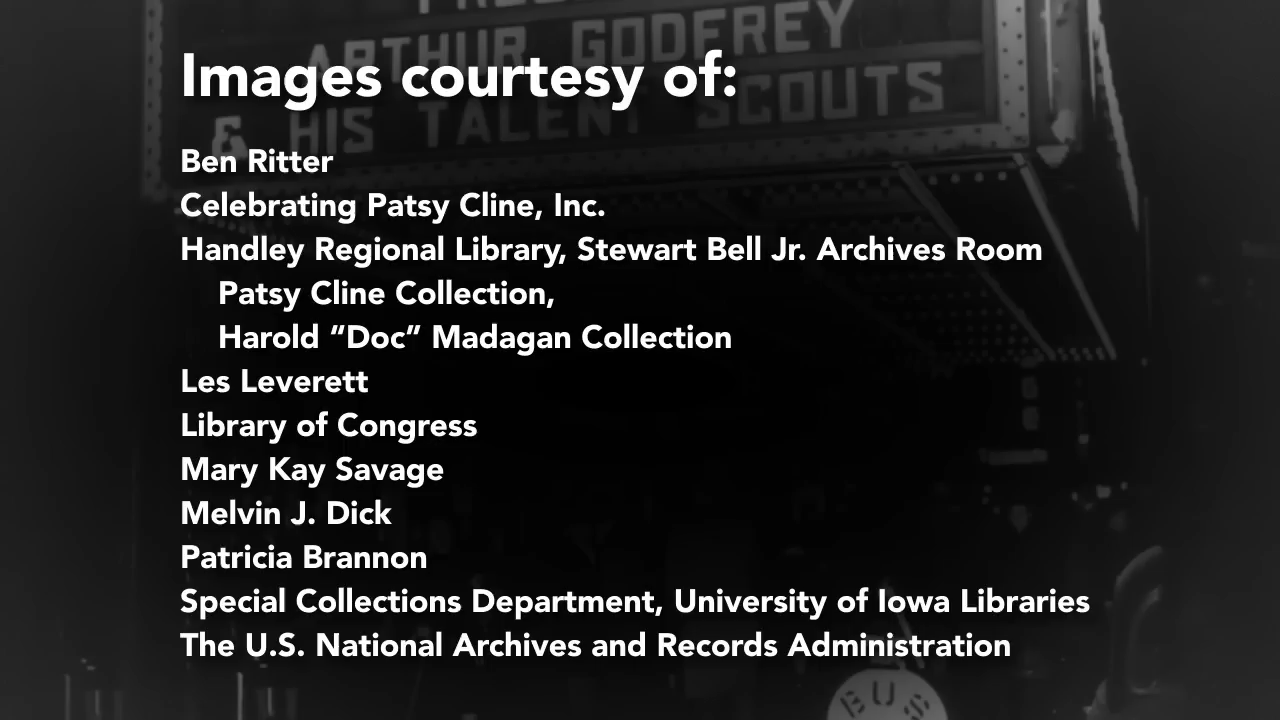 ARTHUR GODFREY
& HIS TALENT SCOUTS
Images courtesy of:
Ben Ritter
Celebrating Patsy Cline, Inc.
Handley Regional Library, Stewart Bell Jr. Archives Room
Patsy Cline Collection,
Harold “Doc” Madagan Collection
Les Leverett
Library of Congress
Mary Kay Savage
Melvin J. Dick
Patricia Brannon
Special Collections Department, University of Iowa Libraries
The U.S. National Archives and Records Administration
BUS